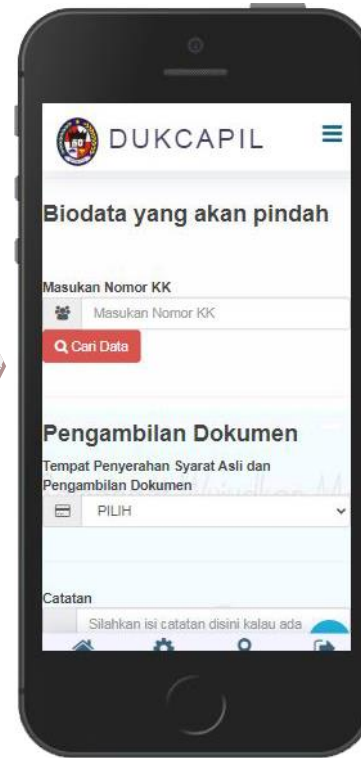 DUKCAPIL
Biodata yang akan pindah
Masukan Nomor KK
Masukan Nomor KK
Cari Data
Pengambilan Dokumen
Tempat Penyerahan Syarat Asli dan
Pengambilan Dokumen
PILIH
Catatan
Silahkan isi catatan disini kalau ada